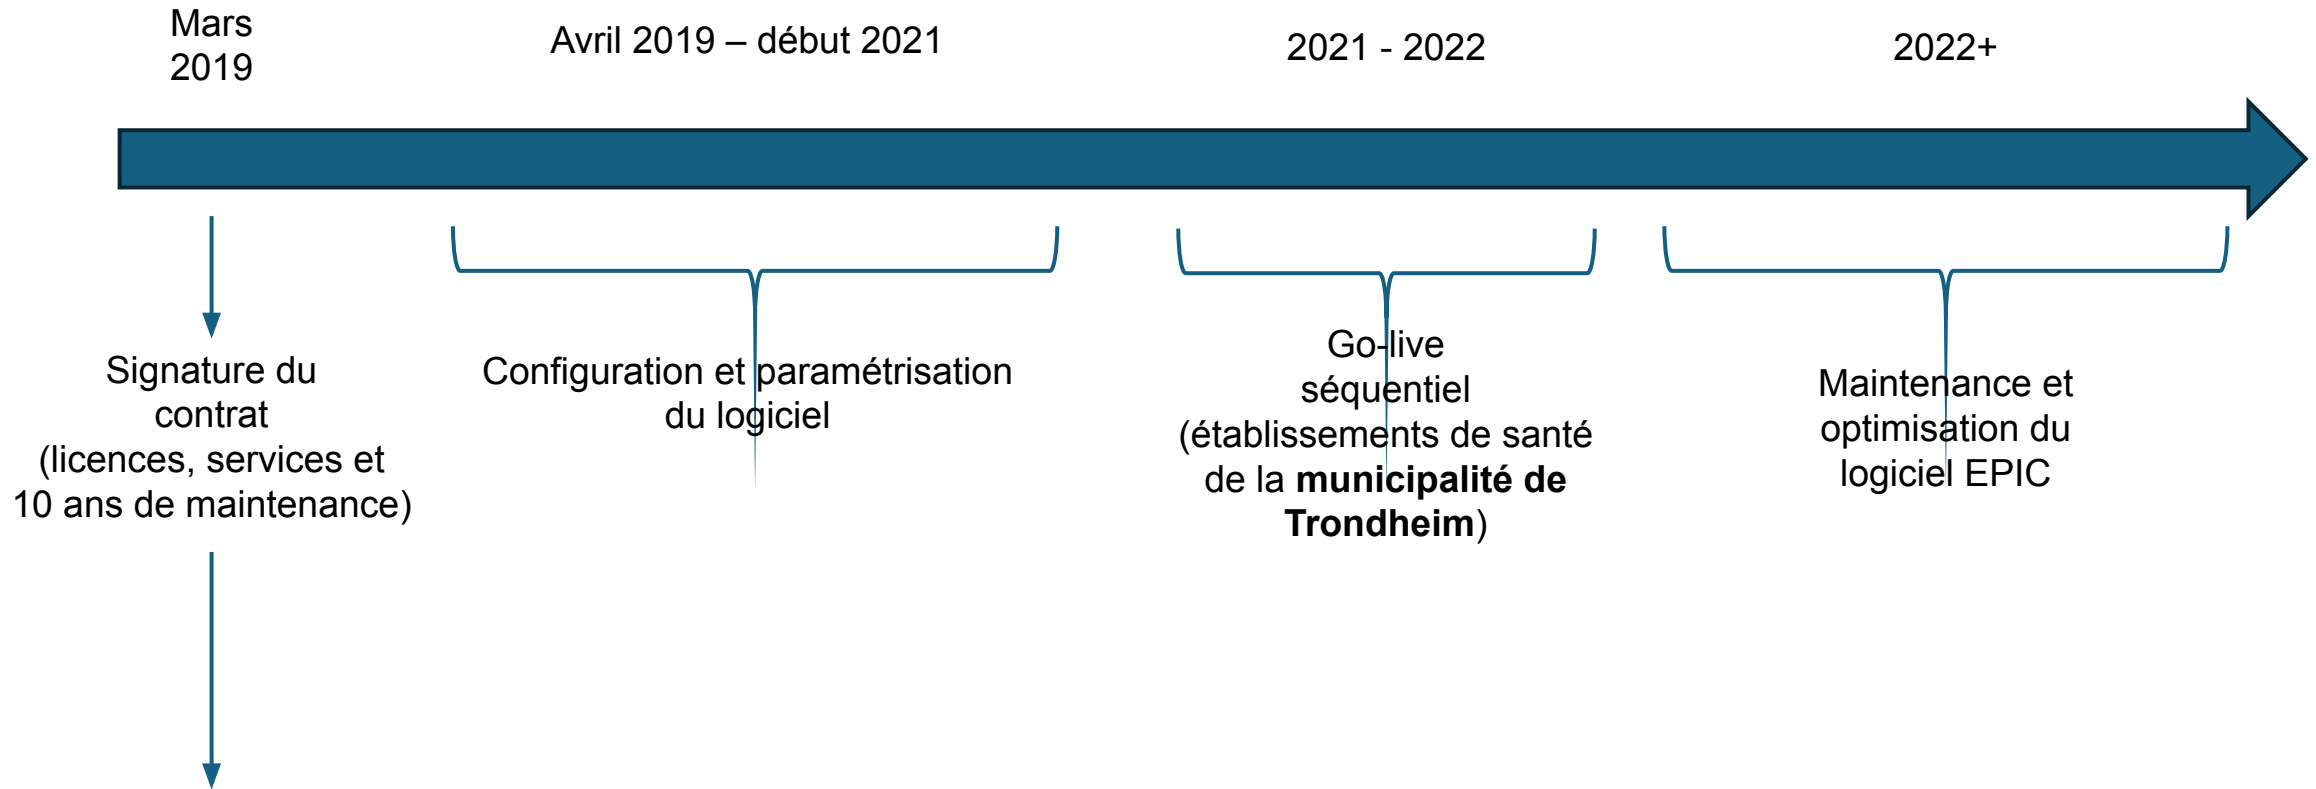 Mars
2019
Avril 2019 – début 2021
2021 - 2022
2022+
Signature du
contrat
(licences, services et
10 ans de maintenance)
Configuration et paramétrisation
du logiciel
Go-live
séquentiel
(établissements de santé
de la municipalité de
Trondheim)
Maintenance et
optimisation du
logiciel EPIC